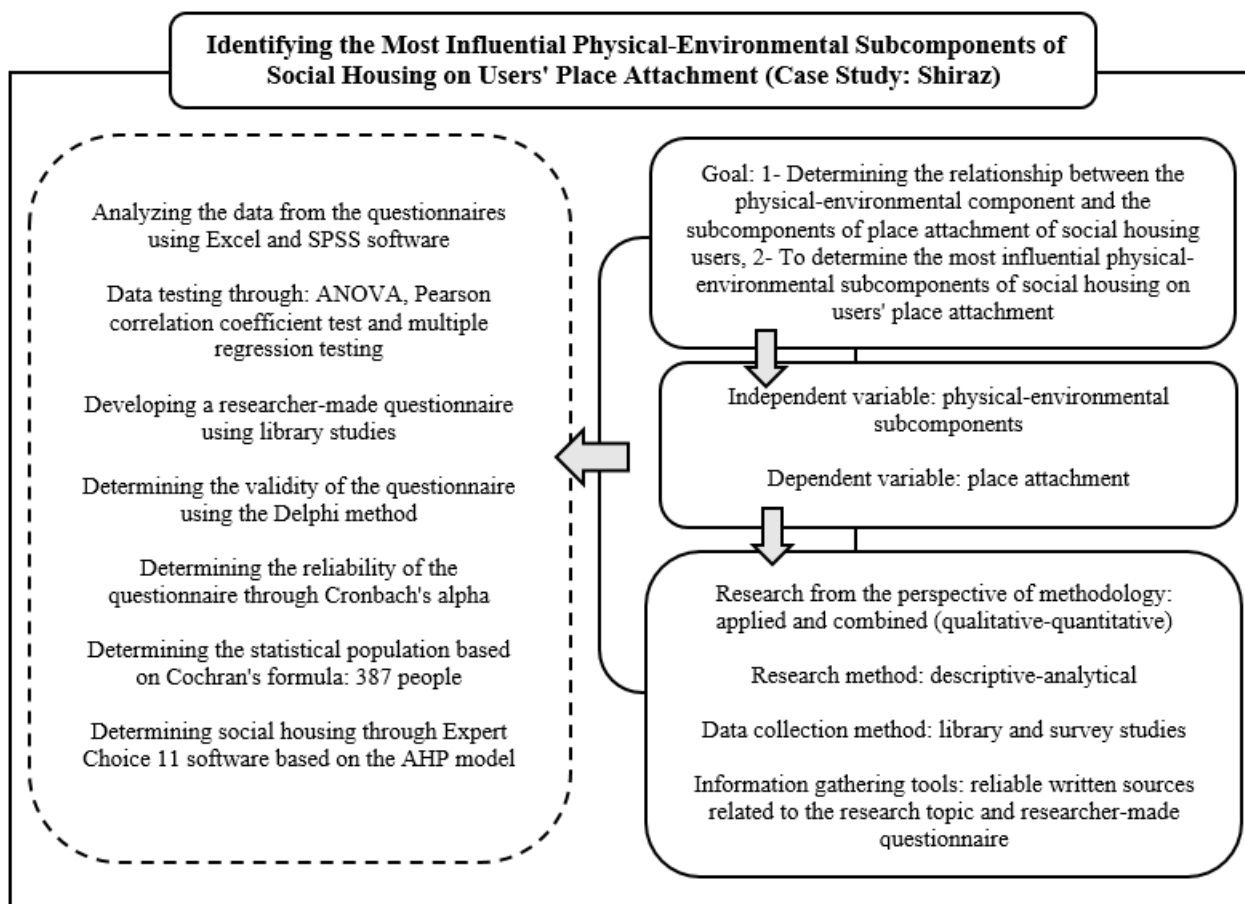 Identifying the Most Influential Physical-Environmental Subcomponents of
Social Housing on Users' Place Attachment (Case Study: Shiraz)
Goal: 1- Determining the relationship between the
physical-environmental component and the
subcomponents of place attachment of social housing
users, 2- To determine the most influential physical-
environmental subcomponents of social housing on
users' place attachment
Independent variable: physical-environmental
subcomponents
Dependent variable: place attachment
Research from the perspective of methodology:
applied and combined (qualitative-quantitative)
Research method: descriptive-analytical
Data collection method: library and survey studies
Information gathering tools: reliable written sources
related to the research topic and researcher-made
questionnaire
Analyzing the data from the questionnaires
using Excel and SPSS software
Data testing through: ANOVA, Pearson
correlation coefficient test and multiple
regression testing
Developing a researcher-made questionnaire
using library studies
Determining the validity of the questionnaire
using the Delphi method
Determining the reliability of the
questionnaire through Cronbach's alpha
Determining the statistical population based
on Cochran's formula: 387 people
Determining social housing through Expert
Choice 11 software based on the AHP model